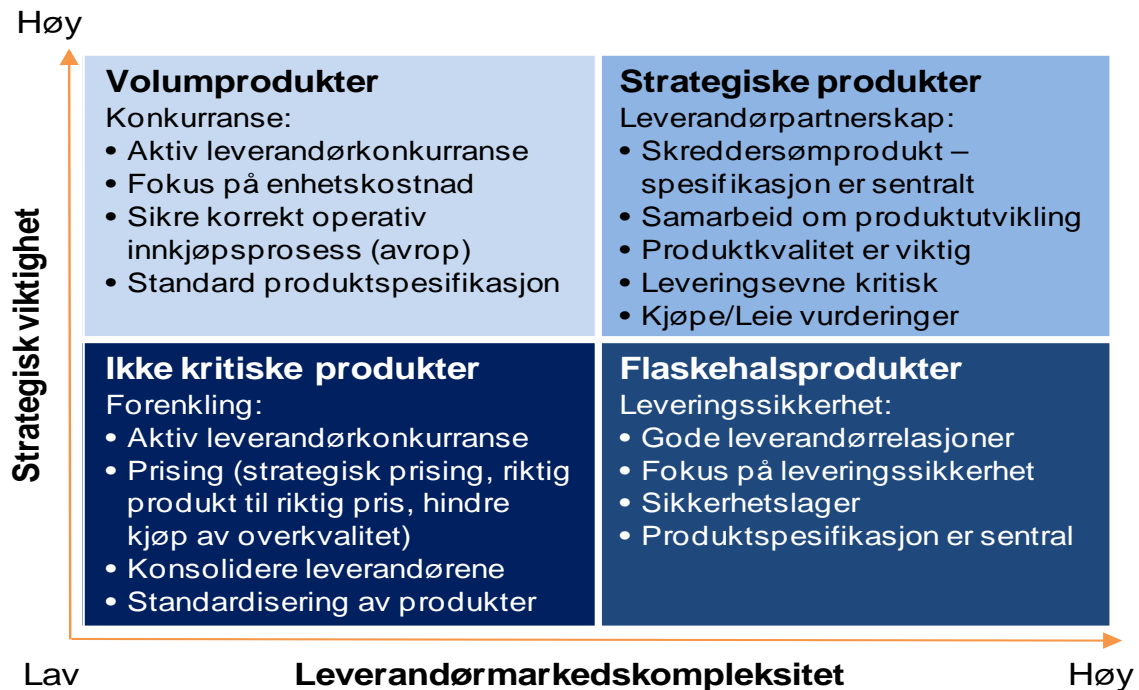 Høy
Strategisk viktighet
Volumprodukter
Konkurranse:
• Aktiv leverandørkonkurranse
• Fokus på enhetskostnad
• Sikre korrekt operativ
innkjøpsprosess (avrop)
• Standard produktspesifikasjon
Strategiske produkter
Leverandørpartnerskap:
• Skreddersømprodukt –
spesifikasjon er sentralt
• Samarbeid om produktutvikling
• Produktkvalitet er viktig
• Leveringsevne kritisk
• Kjøpe/Leie vurderinger
Ikke kritiske produkter
Forenkling:
• Aktiv leverandørkonkurranse
• Prising (strategisk prising, riktig
produkt til riktig pris, hindre
kjøp av overkvalitet)
• Konsolidere leverandørene
• Standardisering av produkter
Flaskehalsprodukter
Leveringssikkerhet:
• Gode leverandørrelasjoner
• Fokus på leveringssikkerhet
• Sikkerhetslager
• Produktspesifikasjon er sentral
Lav
Leverandørmarkedskompleksitet
Høy